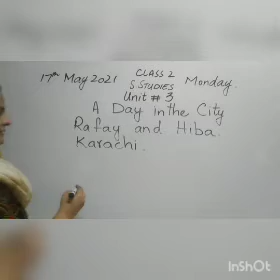 17th May 2021 CLASS 2 Monday.
S.STUDIES
Unit # 3
A Day in the City
Rafay and Hiba.
Karachi.
InShOt